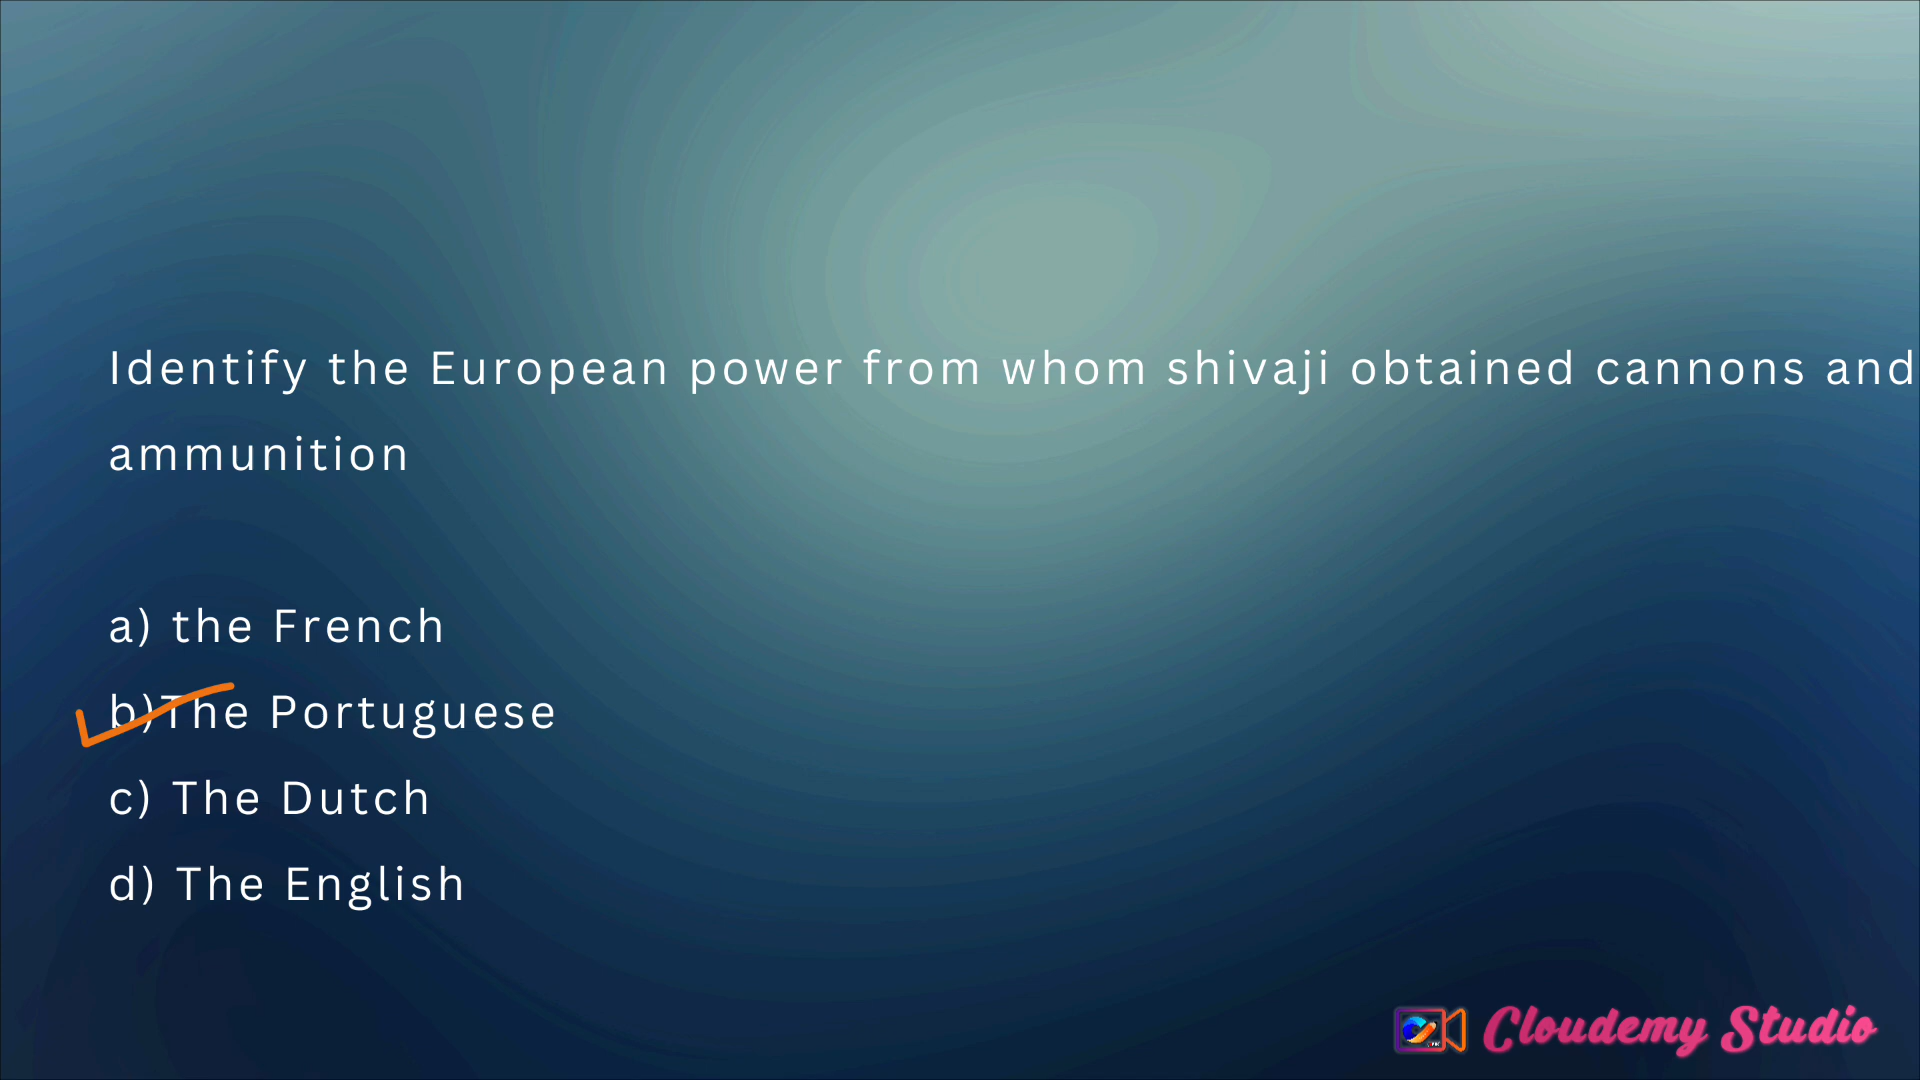 Identify the European power from whom shivaji obtained cannons and
ammunition
a) the French
b)The Portuguese
c) The Dutch
d) The English
Cloudemy Studio